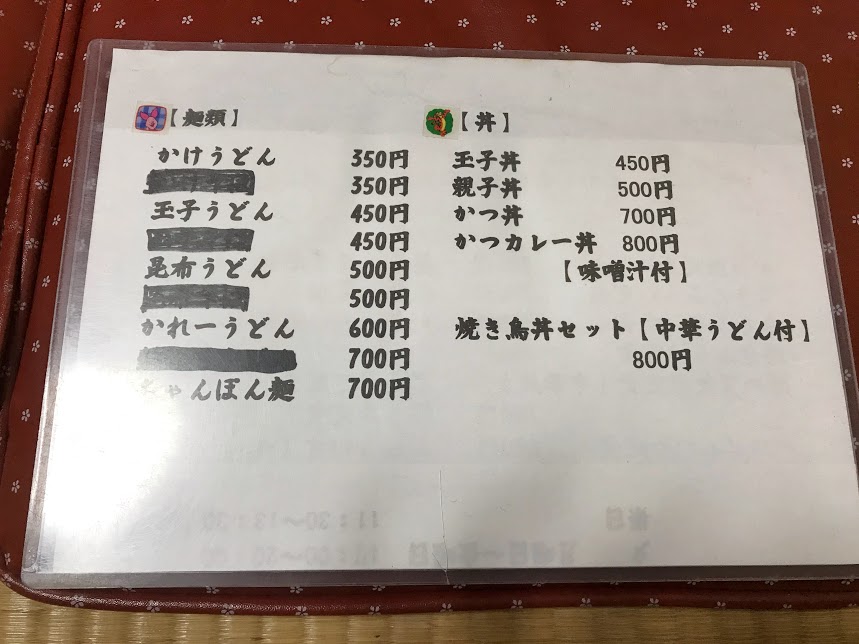 【麺類】
かけうどん 350円
350円
玉子うどん 450円
450円
昆布うどん 500円
500円
かれーうどん 600円
700円
ちゃんぽん麺 700円
【丼】
玉子丼 450円
親子丼 500円
かつ丼 700円
かつカレー丼 800円
【味噌汁付】
焼き鳥丼セット【中華うどん付】
800円